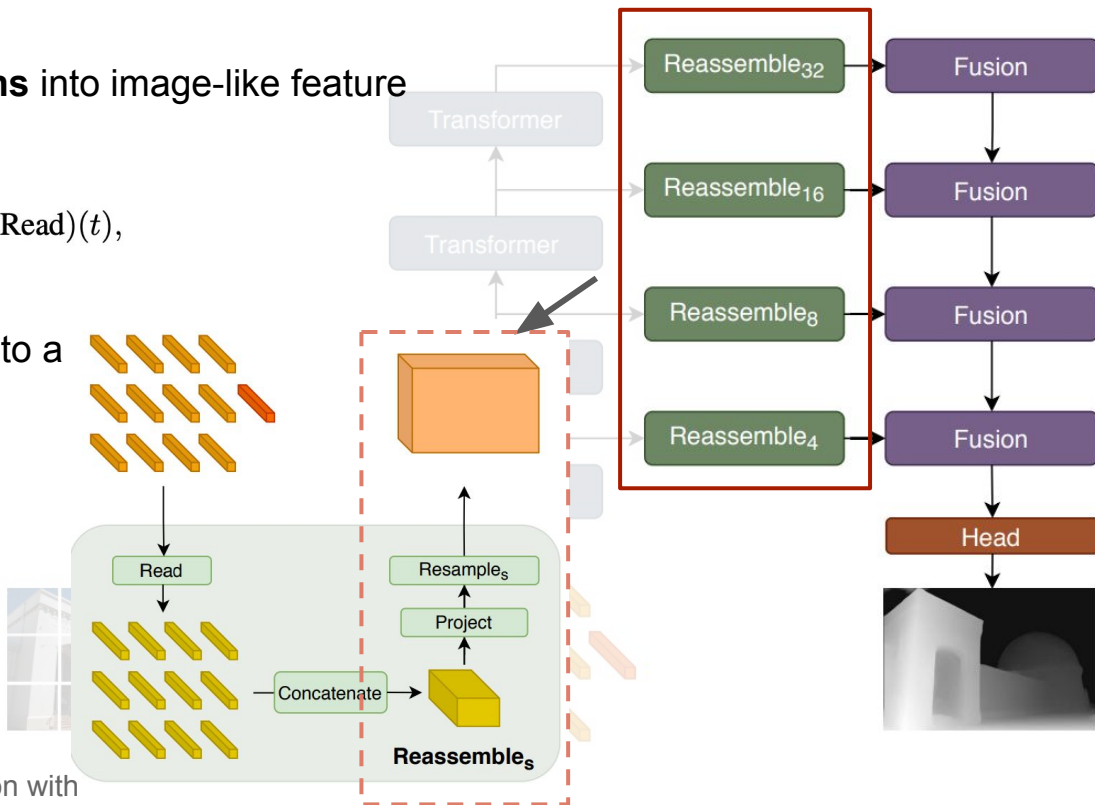 ns into image-like feature
Read)(t),
to a
Transformer
Transformer
Reassemble32
Fusion
Reassemble16
Fusion
Reassemble8
Fusion
Reassemble4
Fusion
Head
Read
Resamples
Project
Concatenate
Reassembles
on with